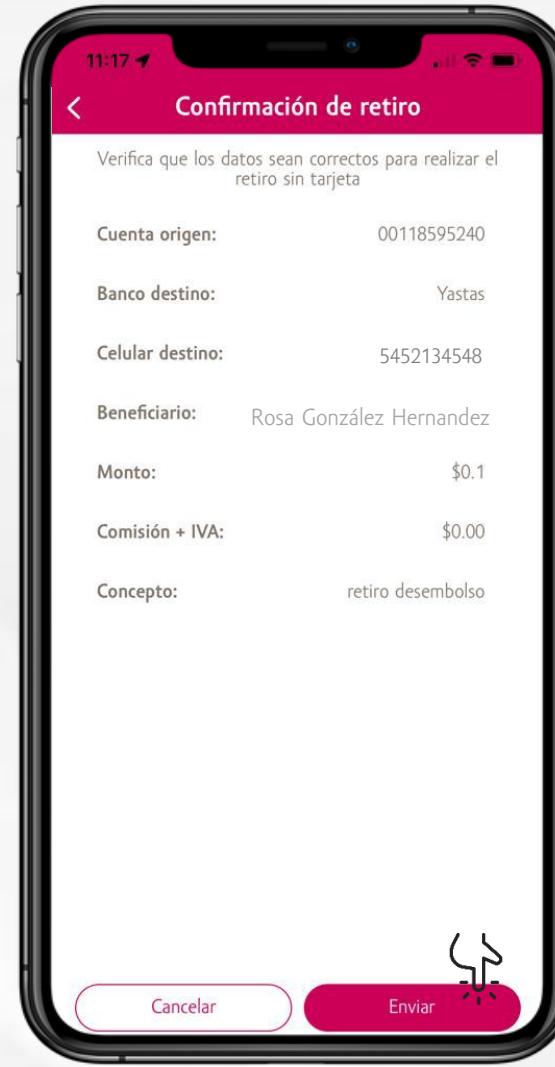 11:17
Confirmación de retiro
Verifica que los datos sean correctos para realizar el
retiro sin tarjeta
Cuenta origen: 00118595240
Banco destino: Yastas
Celular destino: 5452134548
Beneficiario: Rosa González Hernandez
Monto: $0.1
Comisión + IVA: $0.00
Concepto: retiro desembolso
Cancelar Enviar